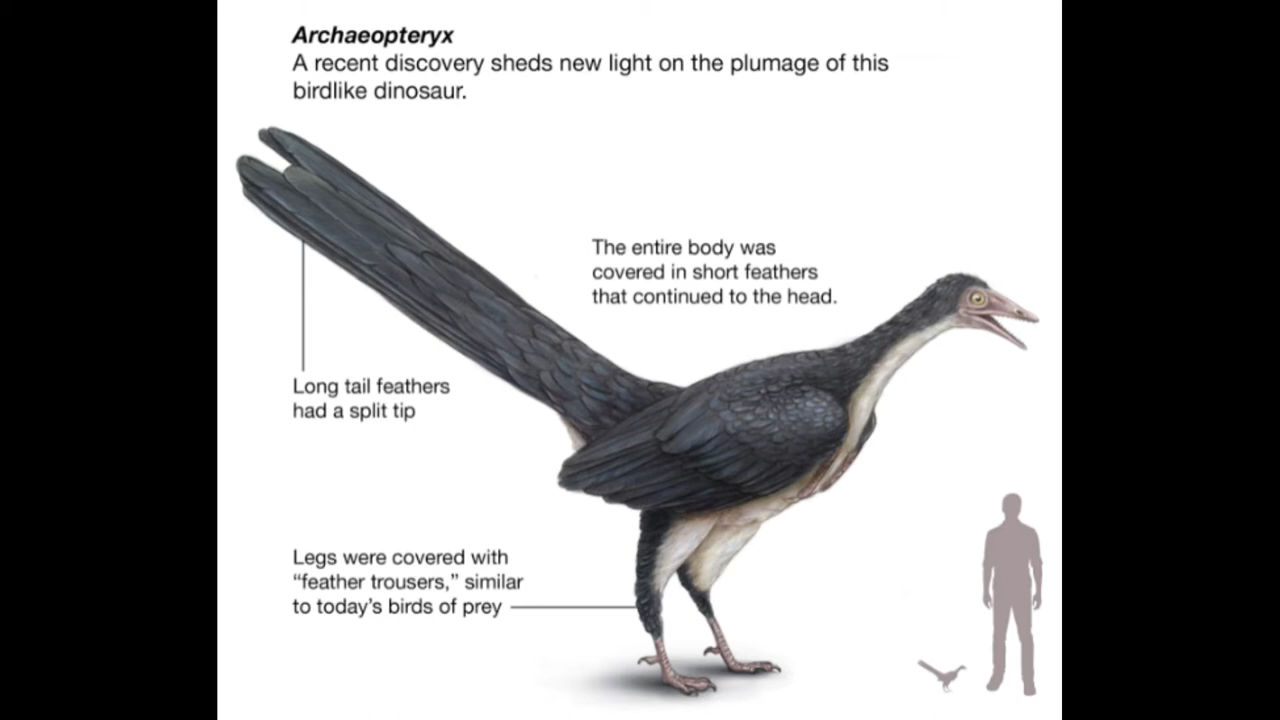 Archaeopteryx
A recent discovery sheds new light on the plumage of this
birdlike dinosaur.
The entire body was
covered in short feathers
that continued to the head.
Long tail feathers
had a split tip
Legs were covered with
“feather trousers,” similar
to today’s birds of prey